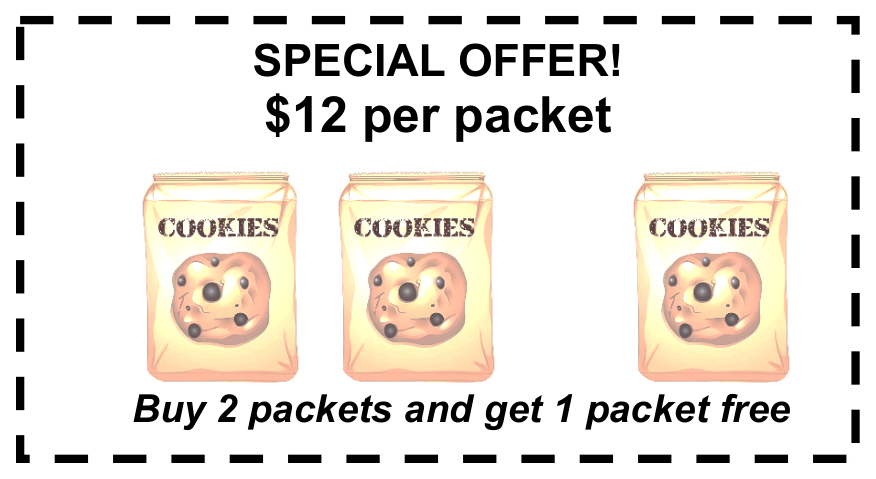 SPECIAL OFFER!
$12 per packet
COOKIES COOKIES COOKIES
Buy 2 packets and get 1 packet free